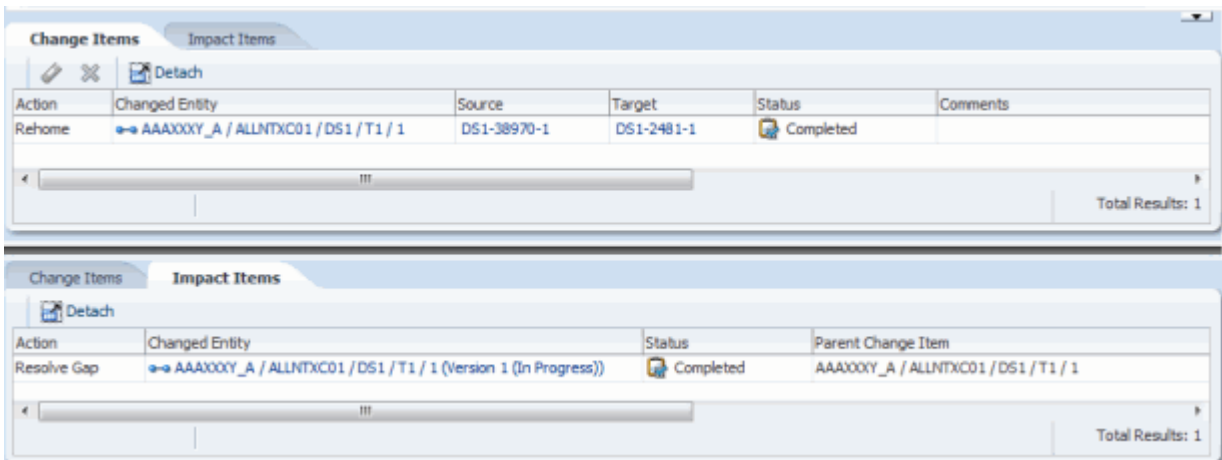 Change Items Impact Items
Detach
Action Changed Entity Source Target Status Comments
Rehome AAAXXXY_A / ALLNTXC01 / DS1 / T1 / 1 DS1-38970-1 DS1-2481-1 Completed
Total Results: 1
Change Items Impact Items
Detach
Action Changed Entity Status Parent Change Item
Resolve Gap AAAXXXY_A / ALLNTXC01 / DS1 / T1 / 1 (Version 1 (In Progress)) Completed AAAXXXY_A / ALLNTXC01 / DS1 / T1 / 1
Total Results: 1